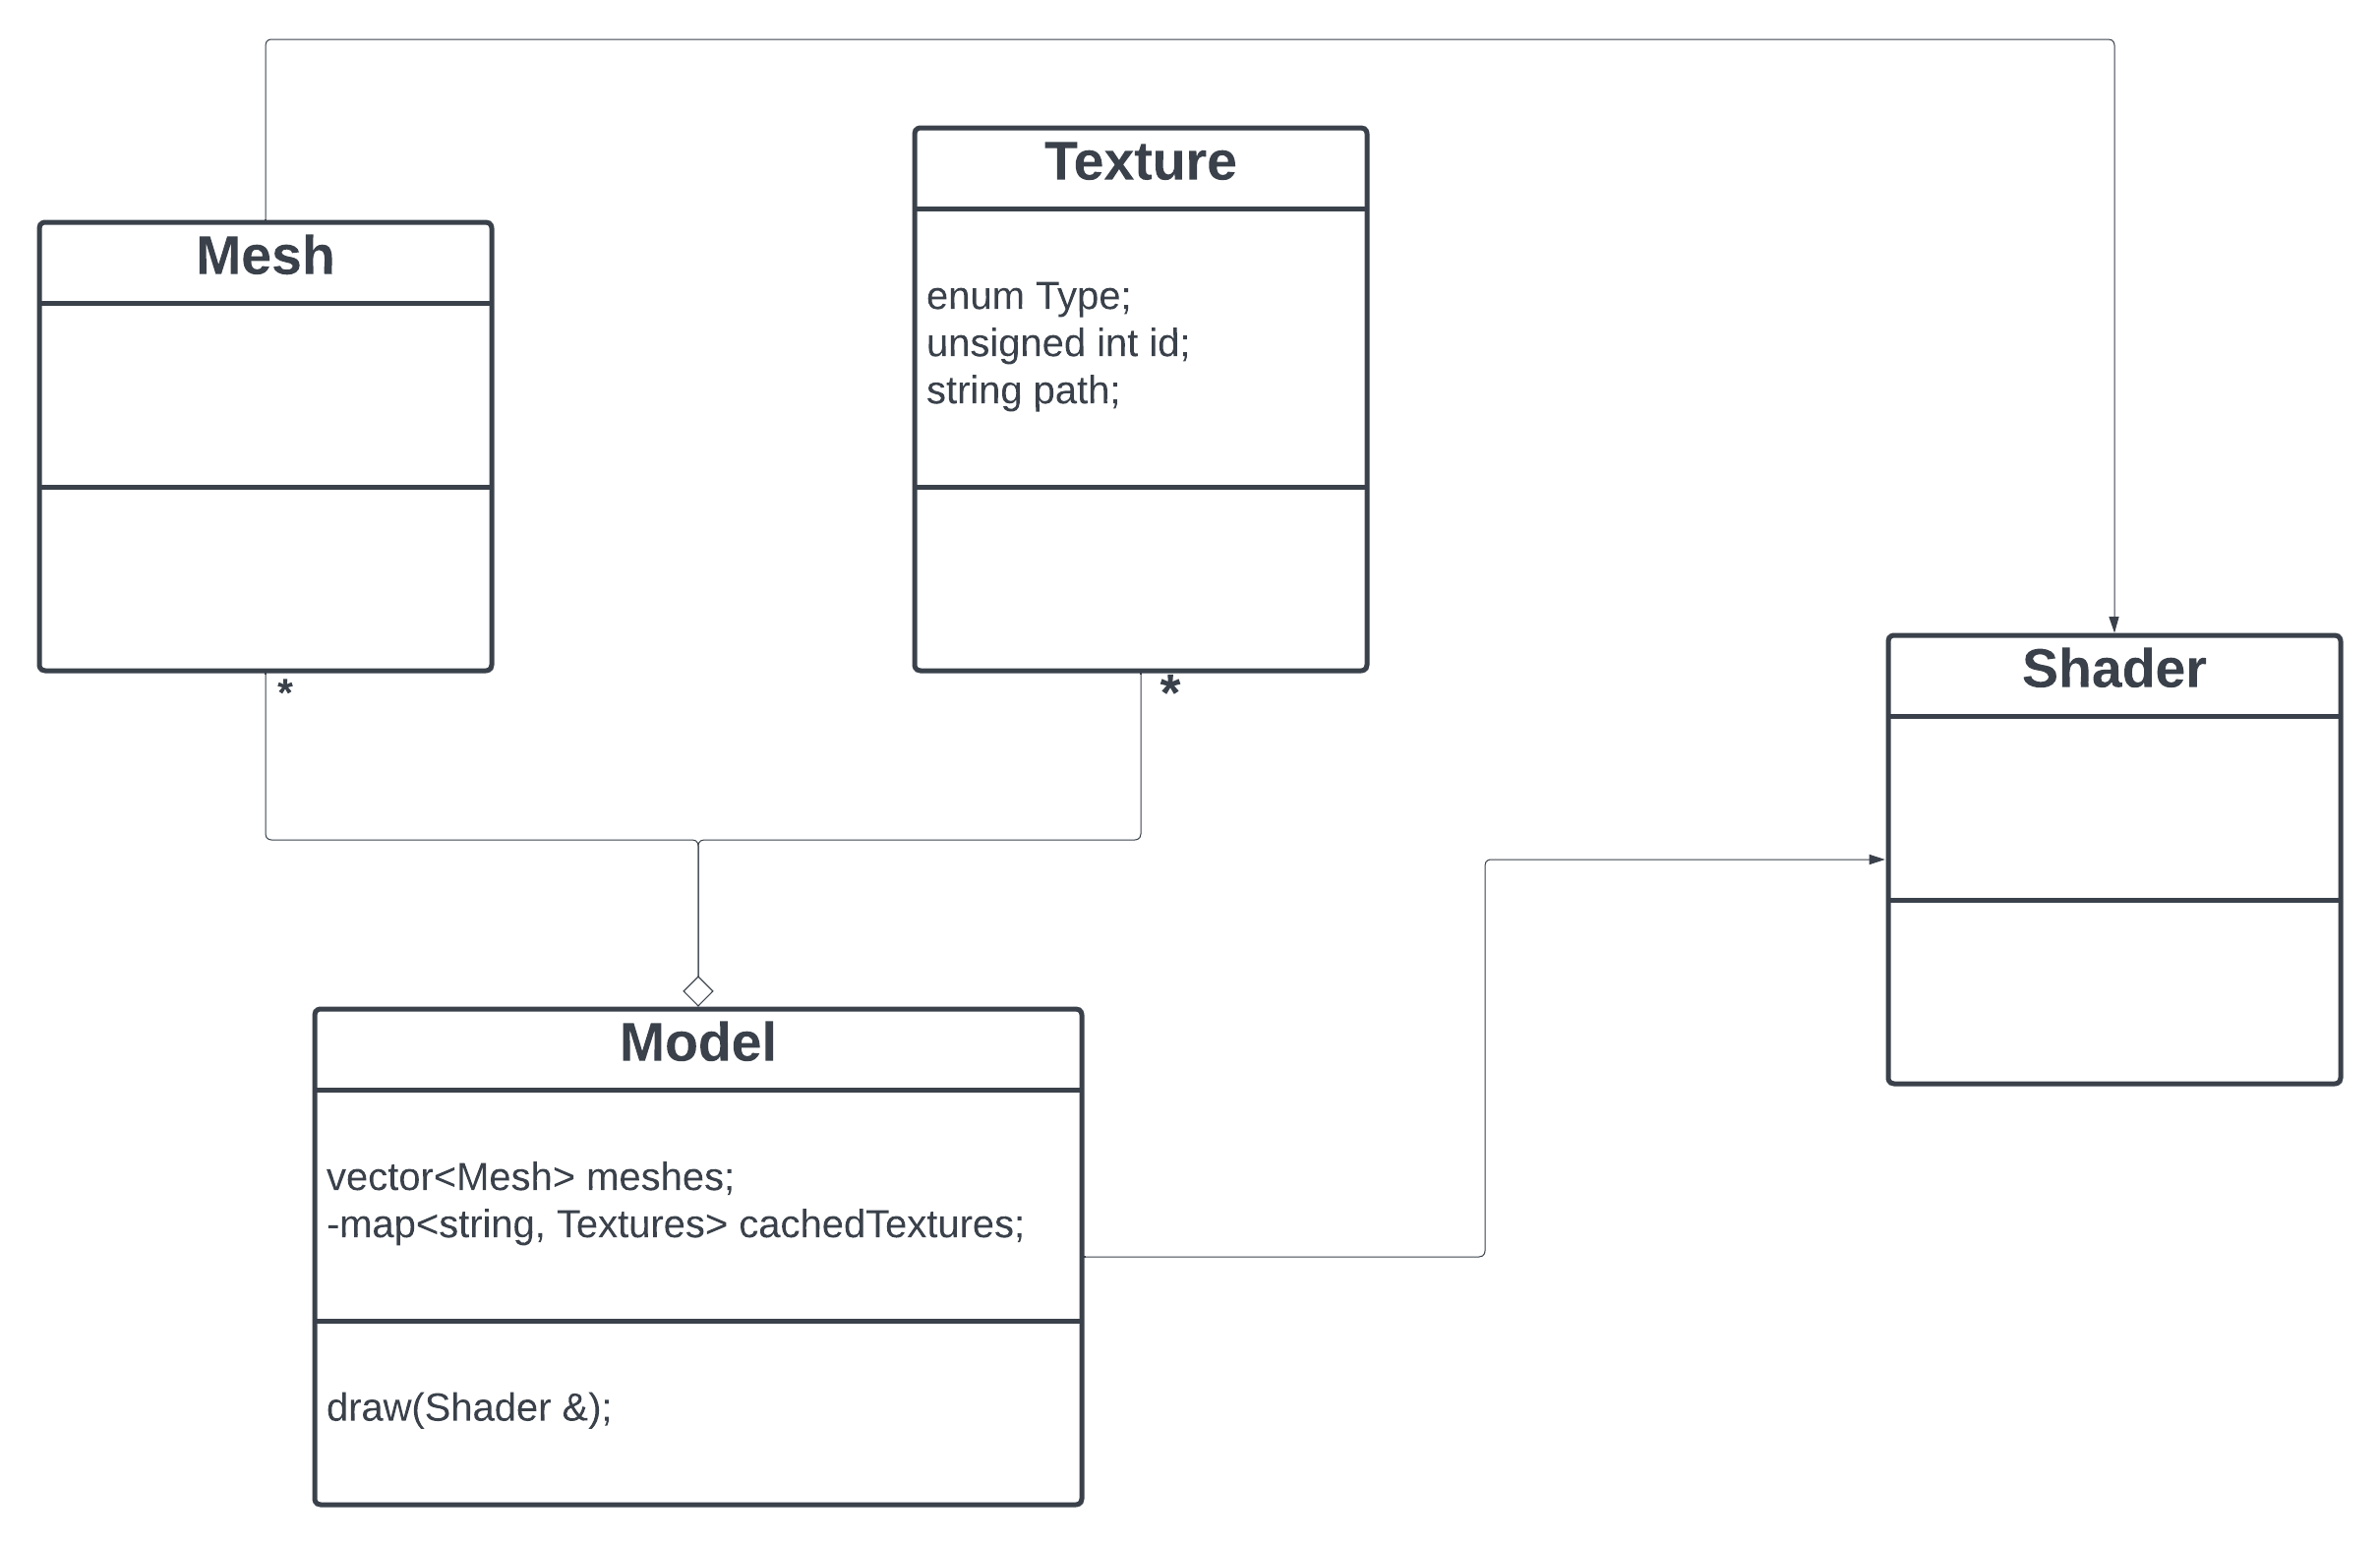 Texture
enum Type;
unsigned int id;
string path;
*
Mesh
*
Shader
Model
vector<Mesh> meshes;
-map<string, Textures> cachedTextures;
draw(Shader &);